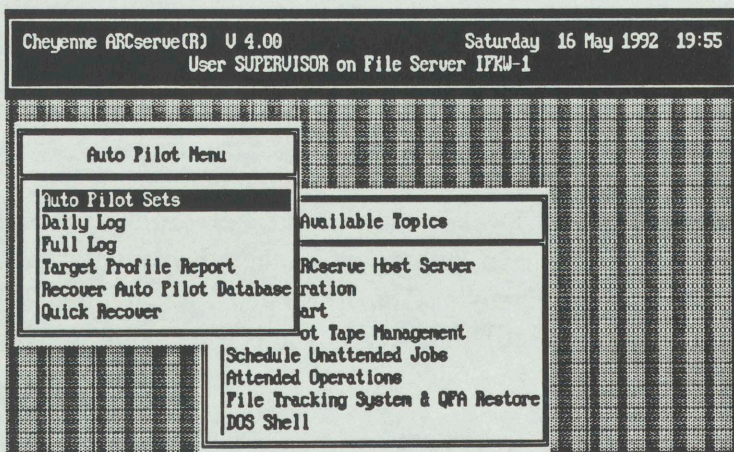 Cheyenne ARCserve(R) V 4.00 Saturday 16 May 1992 19:55
User SUPERVISOR on File Server IFKW-1
Auto Pilot Menu
Auto Pilot Sets
Daily Log
Full Log
Target Profile Report
Recover Auto Pilot Database
Quick Recover
Available Topics
RCserve Host Server
ration
art
ot Tape Management
Schedule Unattended Jobs
Attended Operations
File Tracking System & QFA Restore
DOS Shell